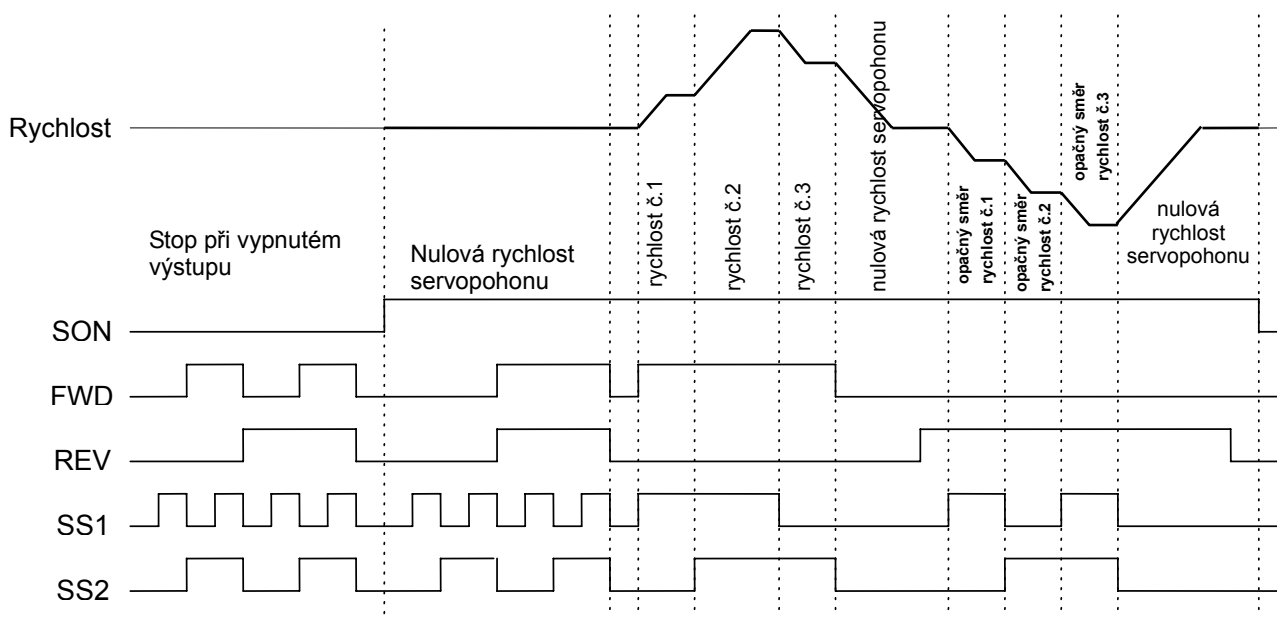 Rychlost
Stop při vypnutém
výstupu
Nulová rychlost
servopohonu
rychlost č.1
rychlost č.2
rychlost č.3
nulová rychlost servopohonu
opačný směr
rychlost č.1
opačný směr
rychlost č.2
opačný směr
rychlost č.3
nulová
rychlost
servopohonu
SON
FWD
REV
SS1
SS2